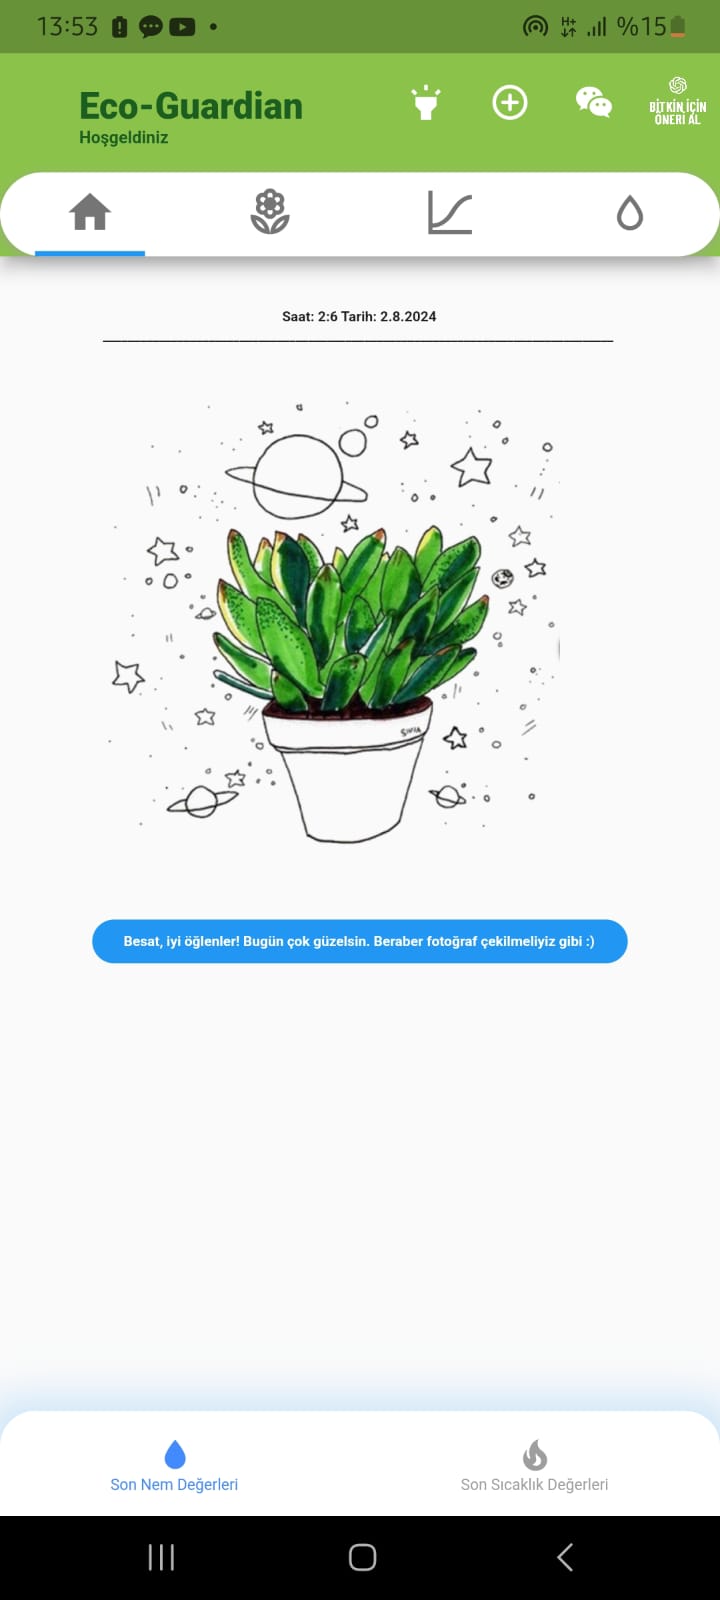 13:53
%15
Eco-Guardian
Hoşgeldiniz
BİTKİN İÇİN
ÖNERİ AL
Saat: 2:6 Tarih: 2.8.2024
Besat, iyi öğlenler! Bugün çok güzelsin. Beraber fotoğraf çekilmeliyiz gibi :)
Son Nem Değerleri
Son Sıcaklık Değerleri